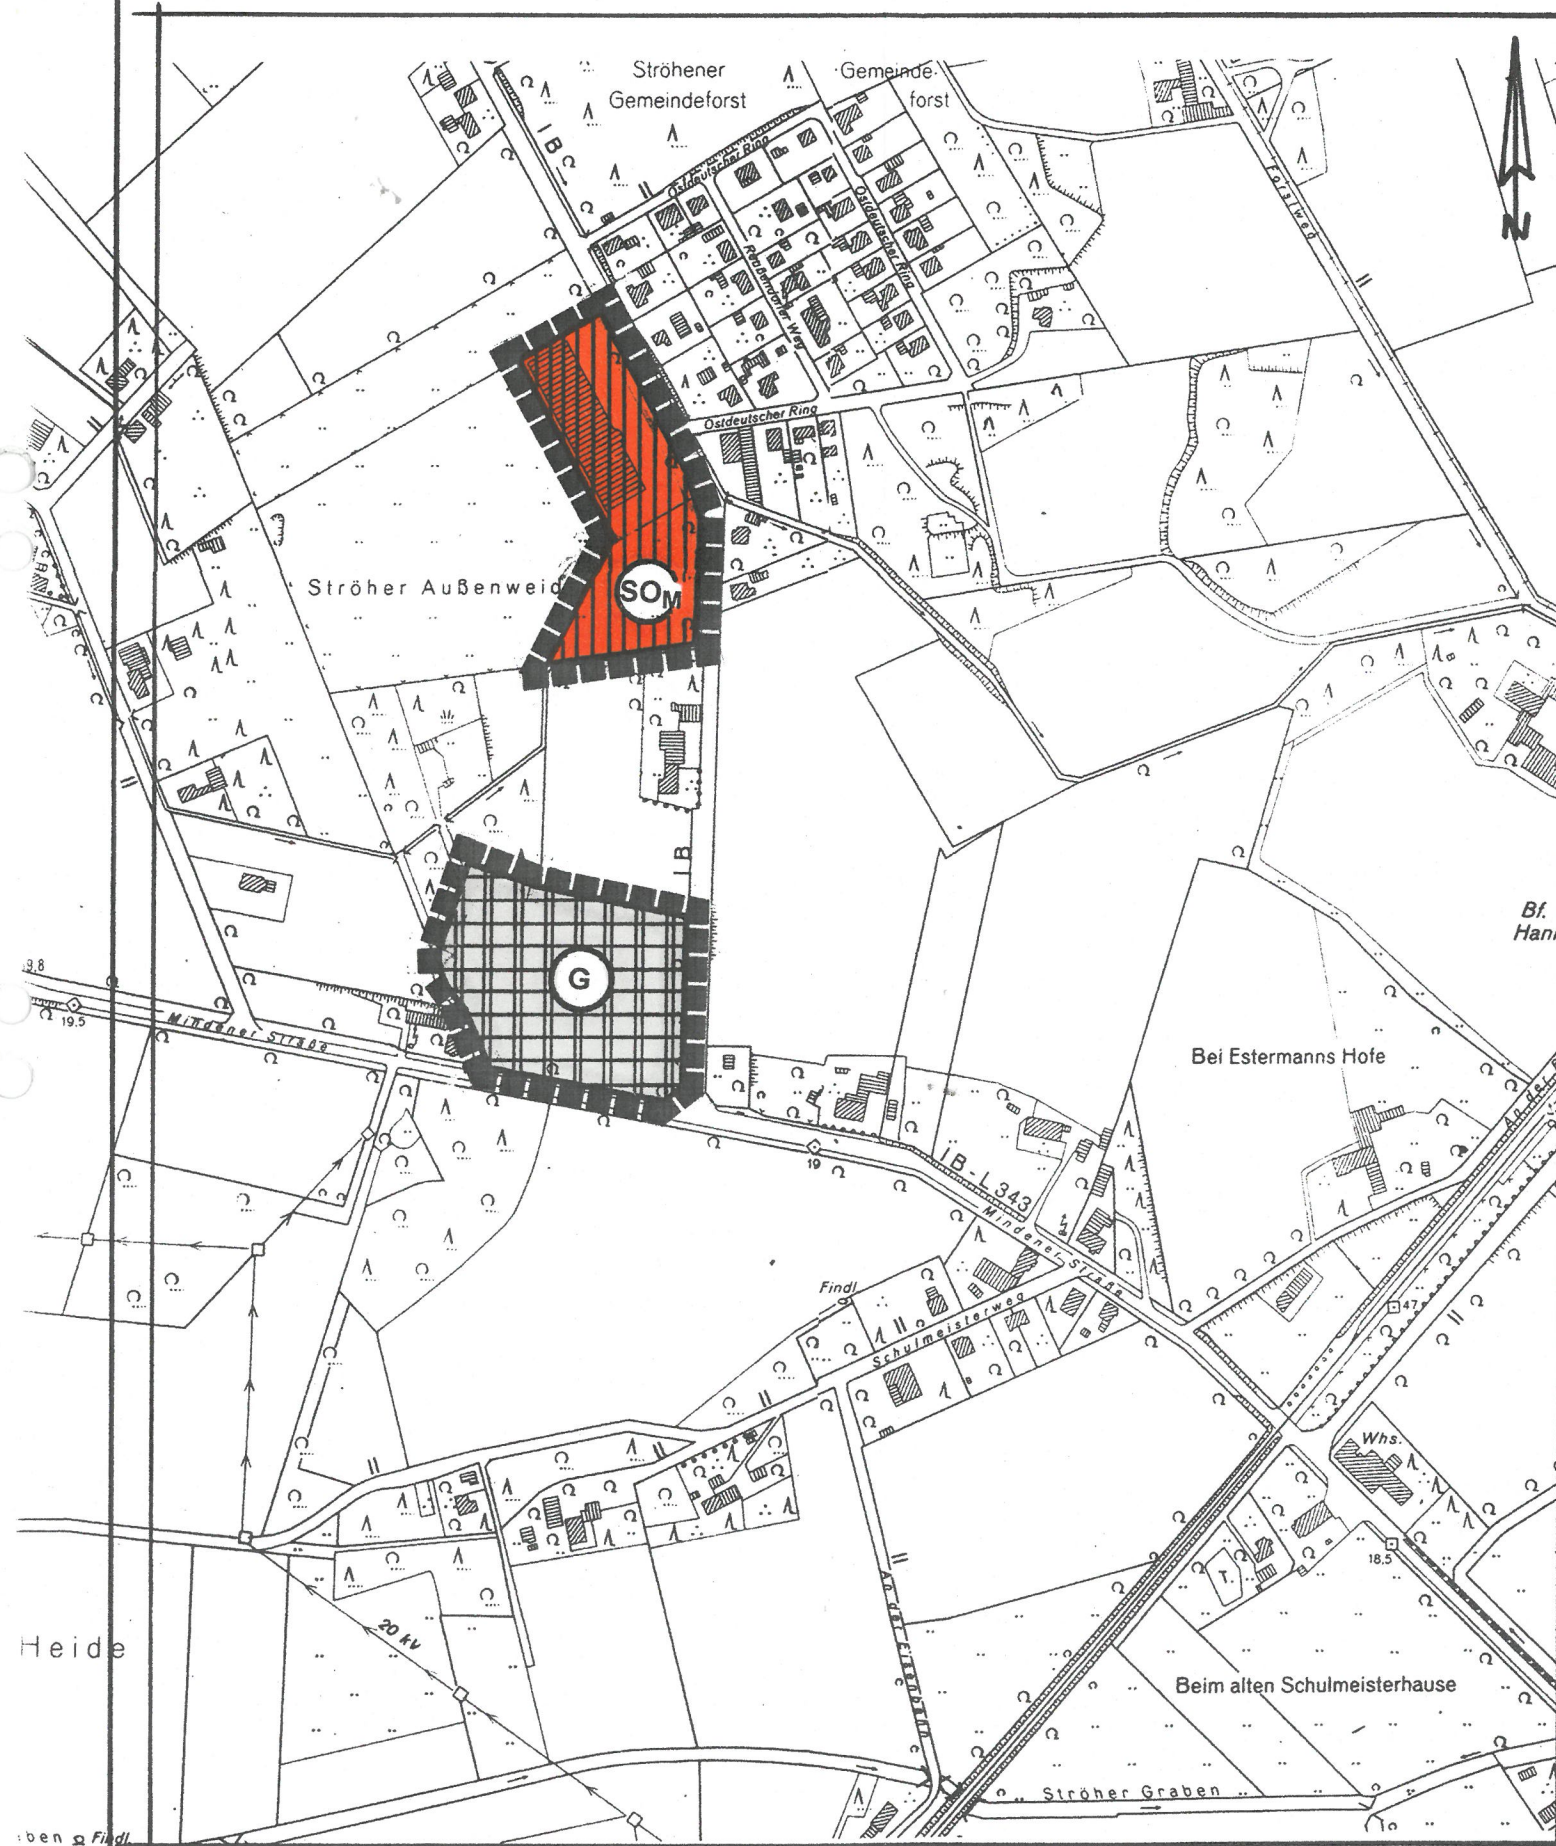 Ströhener
Gemeindeforst
Gemeinde-
forst
IB
Ostdeutscher Ring
Ostdeutscher Ring
Forstweg
N
Ostdeutscher Ring
Ströher Außenweid
SOM
IB
G
Bf.
19.5
Mindener Straße
Bei Estermanns Hofe
19
IB-L 343
Mindener Straße
Findl.
Schulmeisterweg
47
Whs.
18.5
T.
An der Eisenbahn
20 kV
Heide
Beim alten Schulmeisterhause
Ströher Graben
Findl.